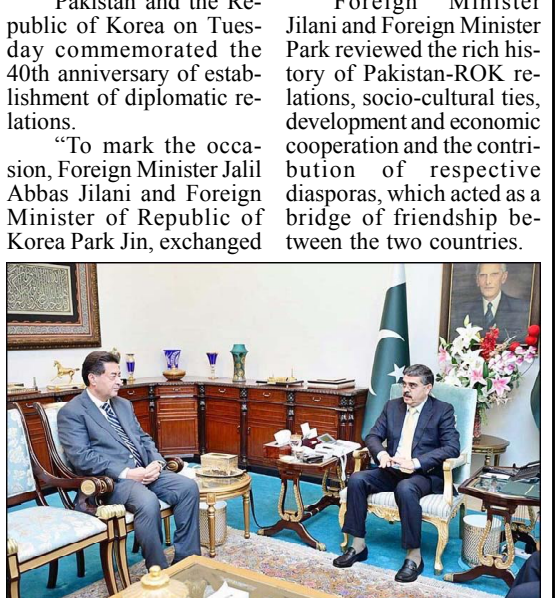 Pakistan and the Re-
public of Korea on Tues-
day commemorated the
40th anniversary of estab-
lishment of diplomatic re-
lations.
“To mark the occa-
sion, Foreign Minister Jalil
Abbas Jilani and Foreign
Minister of Republic of
Korea Park Jin, exchanged
Foreign Minister
Jilani and Foreign Minister
Park reviewed the rich his-
tory of Pakistan-ROK re-
lations, socio-cultural ties,
development and economic
cooperation and the contri-
bution of respective
diasporas, which acted as a
bridge of friendship be-
tween the two countries.